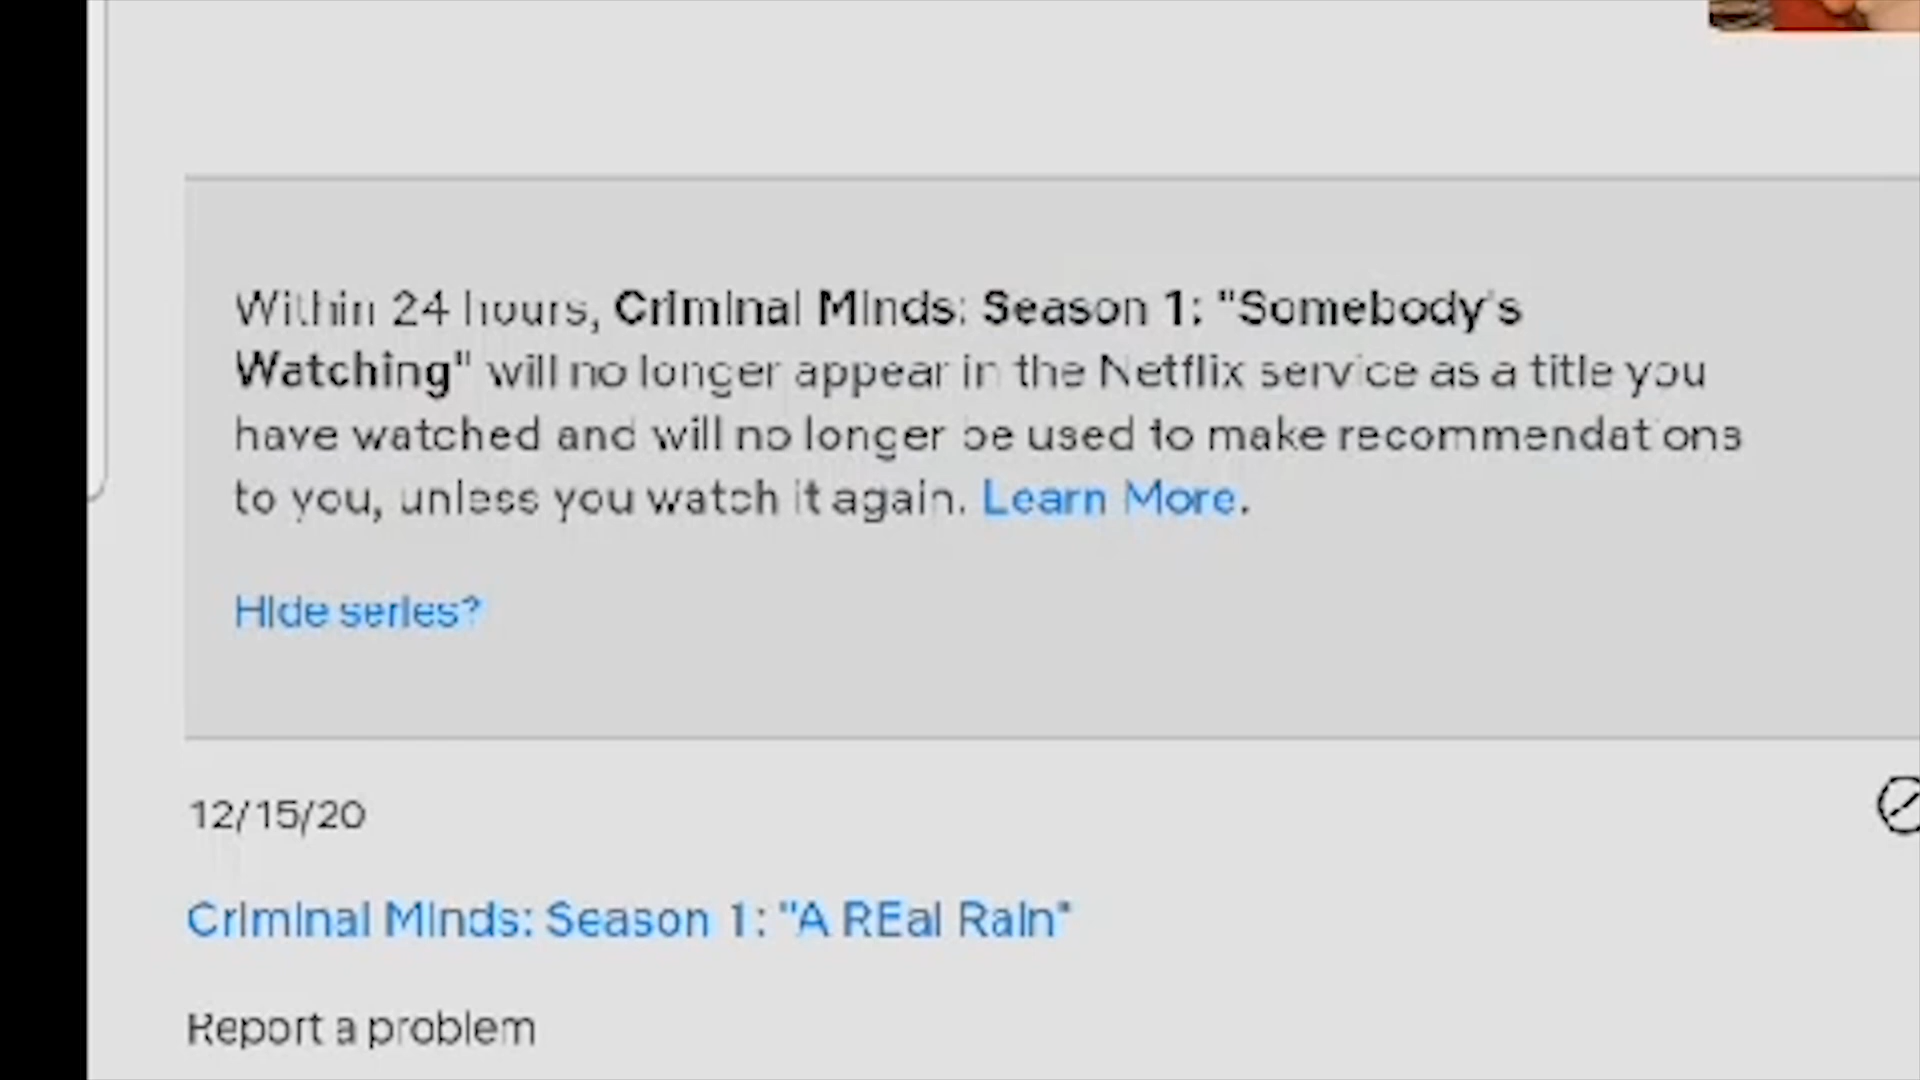 Within 24 hours, Criminal Minds: Season 1: "Somebody's
Watching" will no longer appear in the Netflix service as a title you
have watched and will no longer be used to make recommendations
to you, unless you watch it again. Learn More.
Hide series?
12/15/20
Criminal Minds: Season 1: "A REal Rain"
Report a problem